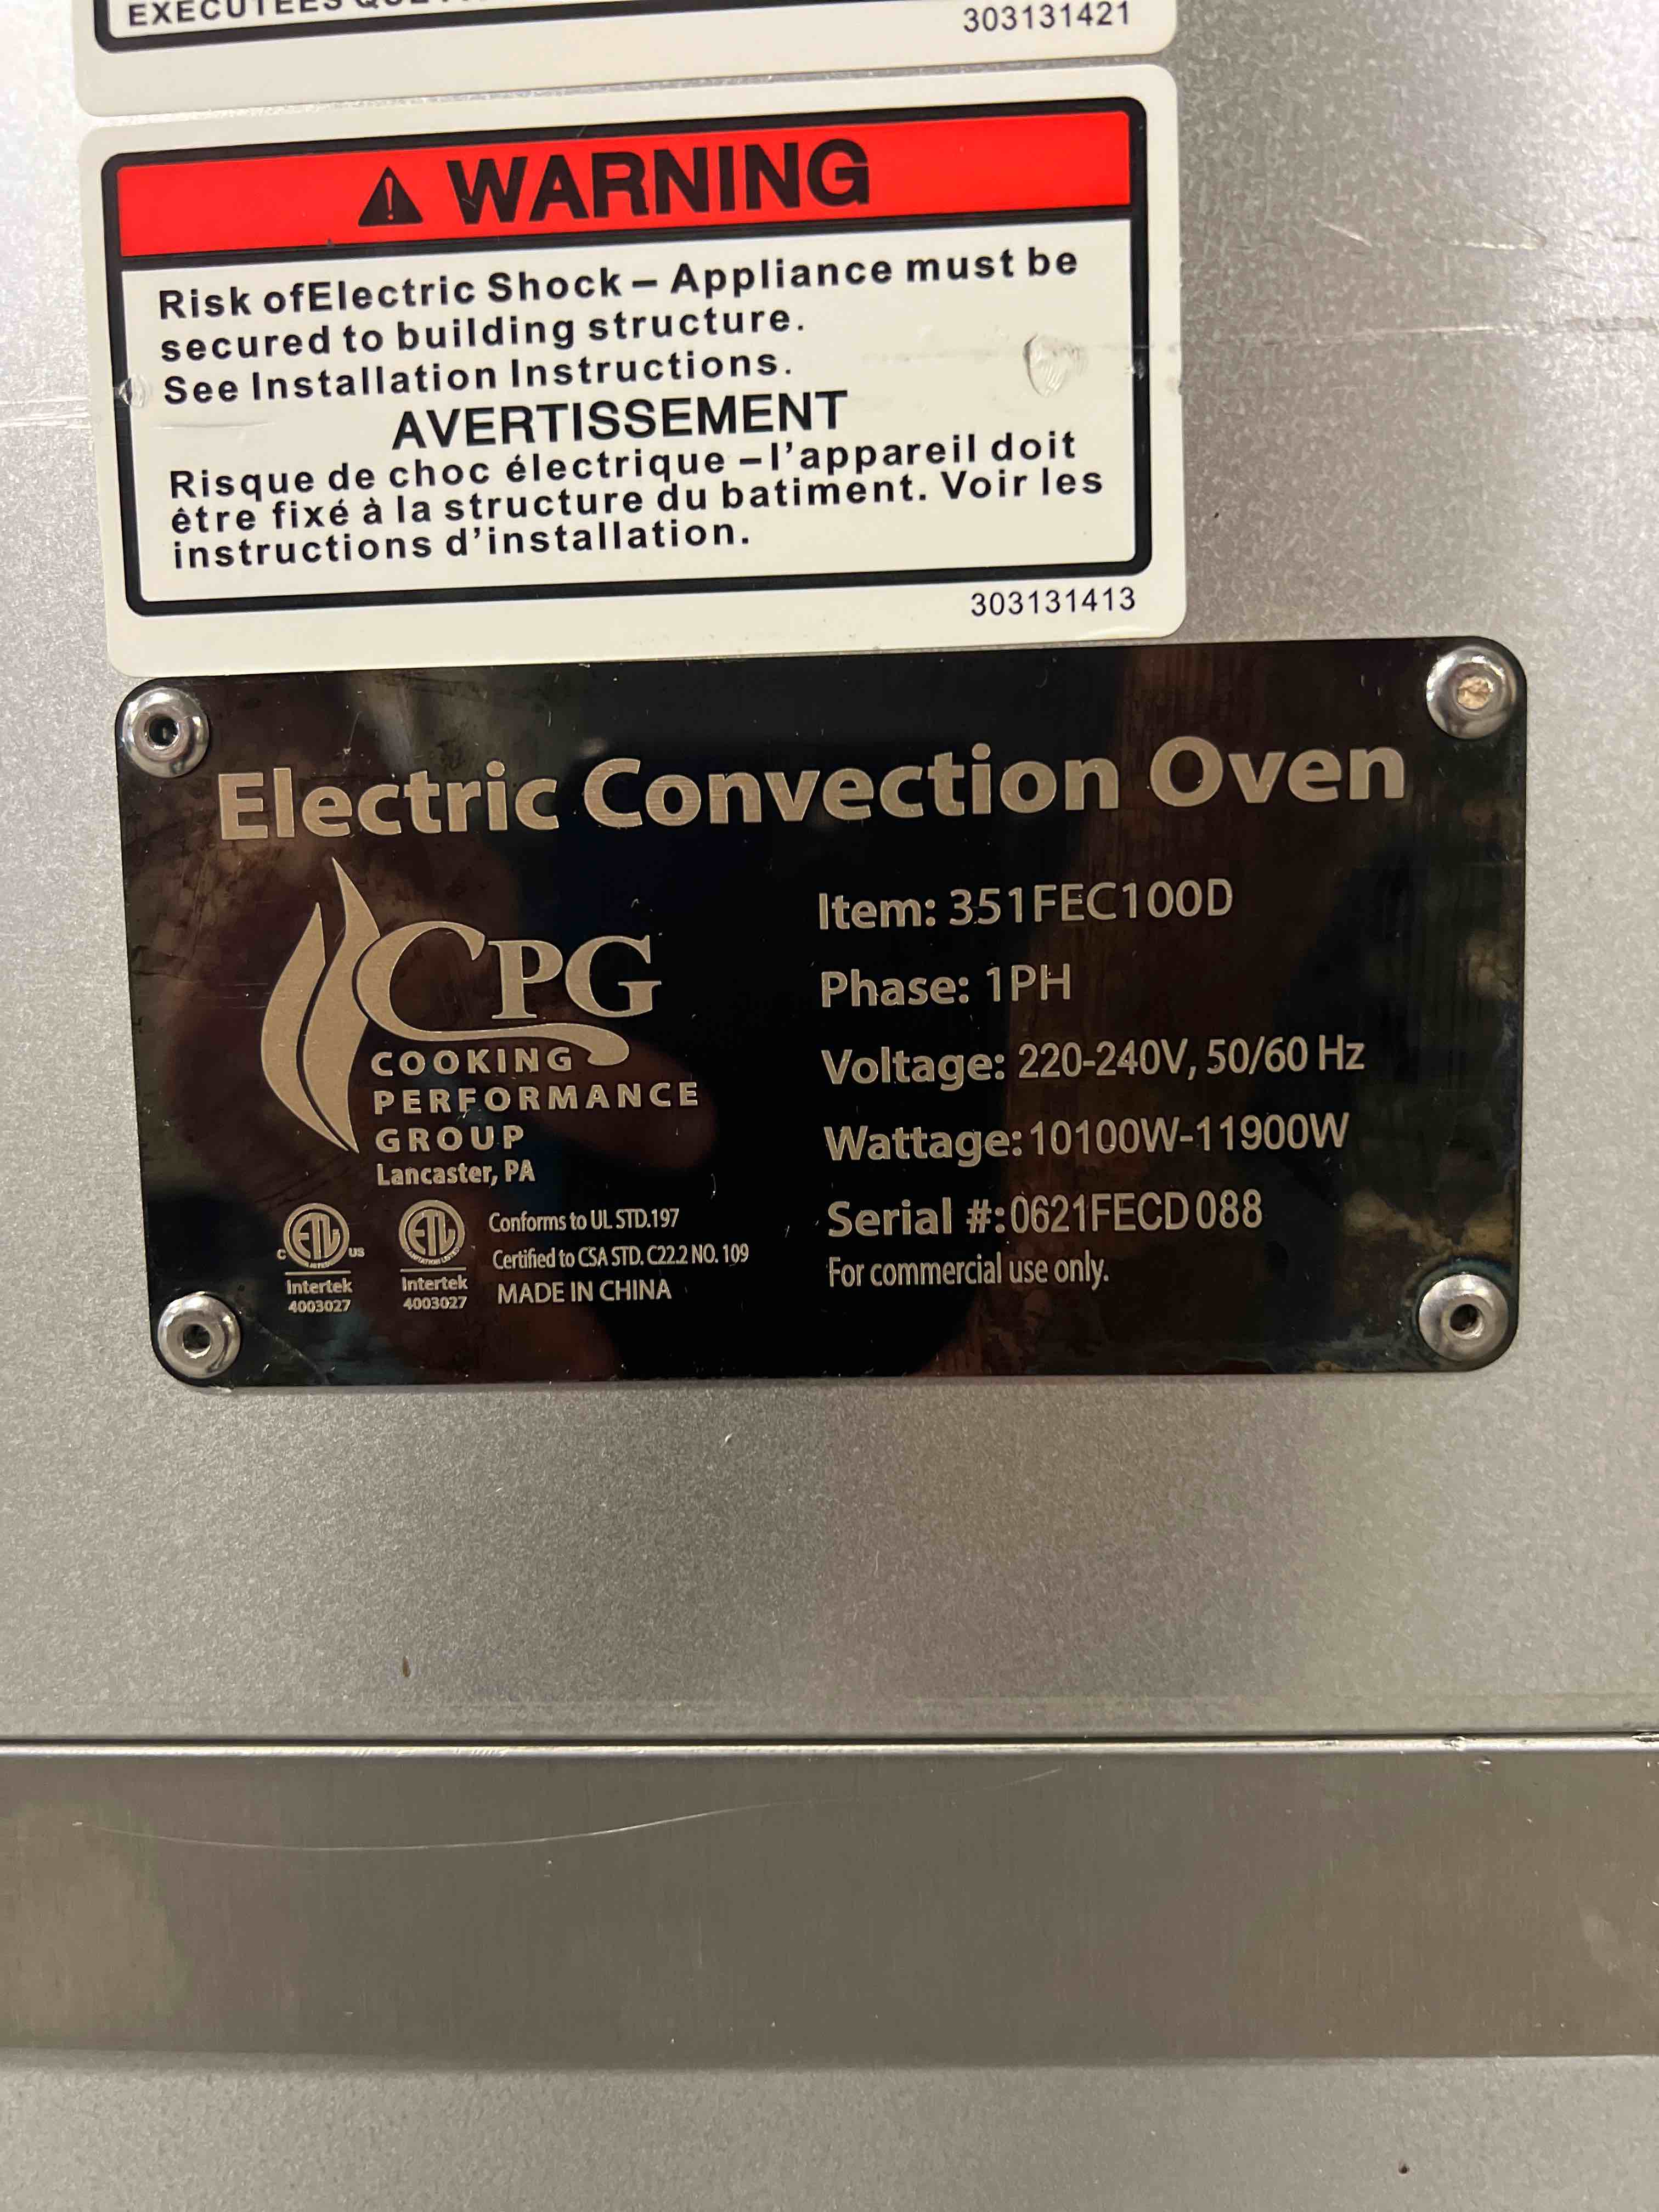 303131421
WARNING
Risk ofElectric Shock – Appliance must be
secured to building structure.
See Installation Instructions.
AVERTISSEMENT
Risque de choc électrique – l'appareil doit
être fixé à la structure du batiment. Voir les
instructions d'installation.
303131413
Electric Convection Oven
CPG
COOKING
PERFORMANCE
GROUP
Lancaster, PA
C ETL US
Intertek
4003027
ETL
Intertek
4003027
Conforms to UL STD.197
Certified to CSA STD. C22.2 NO. 109
MADE IN CHINA
Item: 351FEC100D
Phase: 1PH
Voltage: 220-240V, 50/60 Hz
Wattage: 10100W-11900W
Serial #: 0621FECD088
For commercial use only.